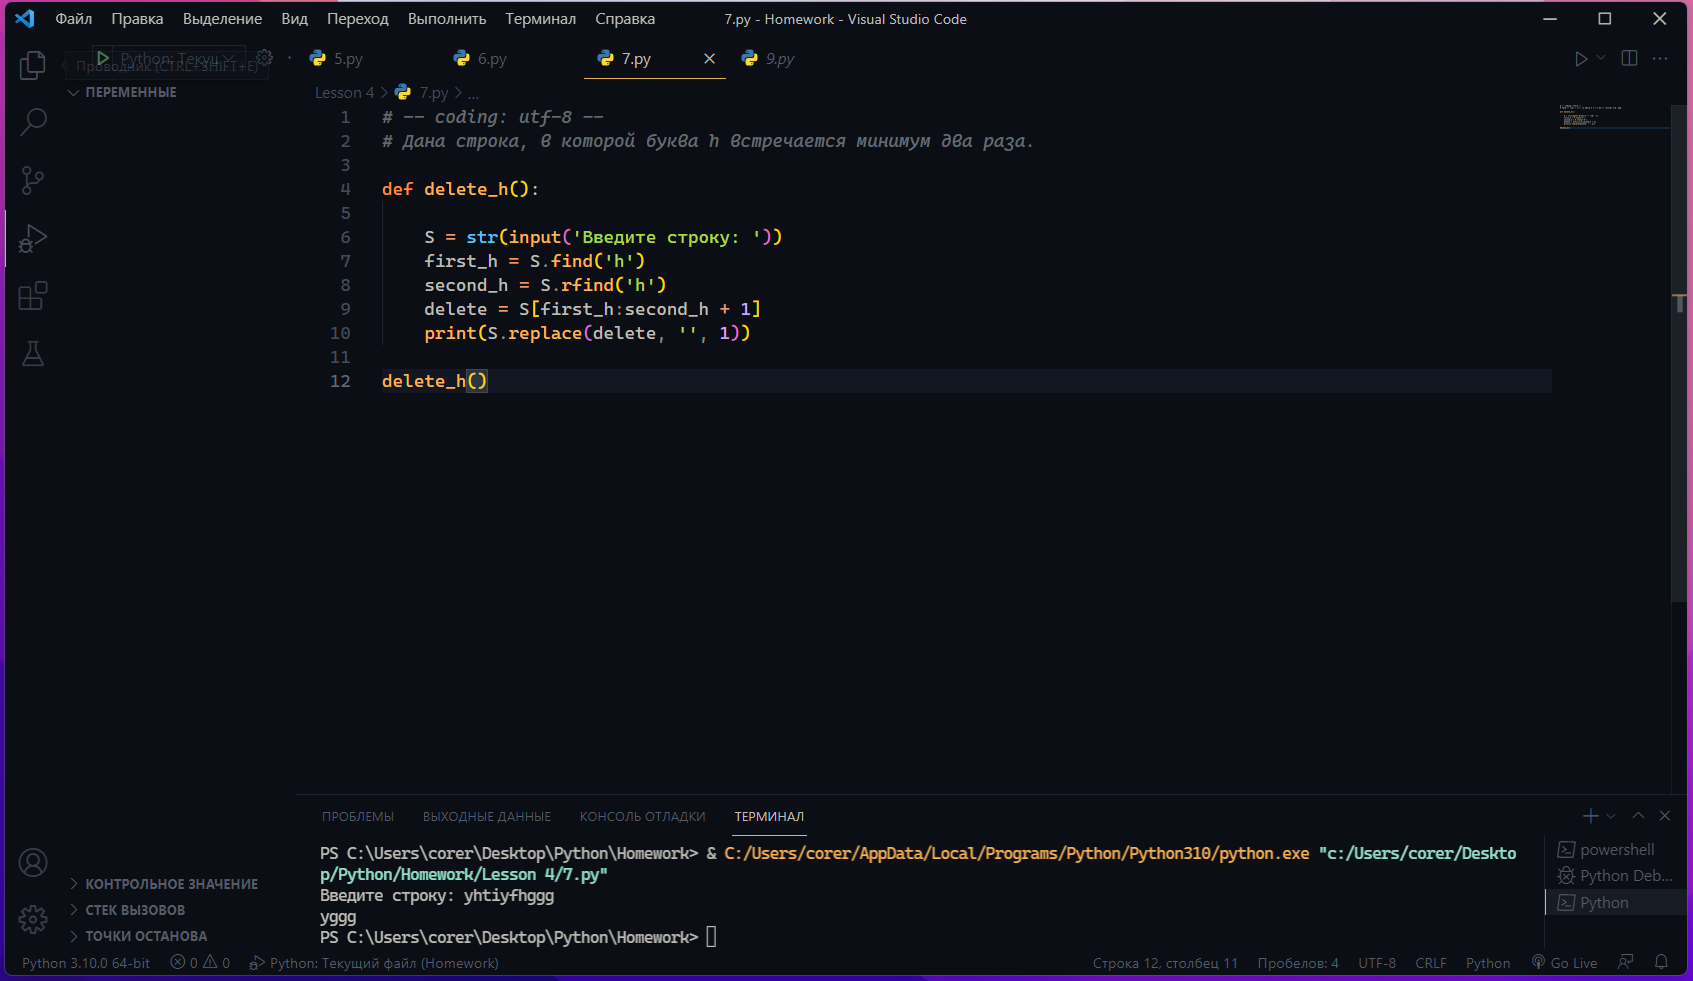 Файл Правка Выделение Вид Переход Выполнить Терминал Справка 7.py - Homework - Visual Studio Code
Python: Текущ
Проводник (CTRL+SHIFT+E)
5.py 6.py 7.py 9.py
ПЕРЕМЕННЫЕ
Lesson 4 > 7.py > ...
1 # -- coding: utf-8 --
2 # Дана строка, в которой буква h встречается минимум два раза.
3
4 def delete_h():
5
6 S = str(input('Введите строку: '))
7 first_h = S.find('h')
8 second_h = S.rfind('h')
9 delete = S[first_h:second_h + 1]
10 print(S.replace(delete, '', 1))
11
12 delete_h()
ПРОБЛЕМЫ ВЫХОДНЫЕ ДАННЫЕ КОНСОЛЬ ОТЛАДКИ ТЕРМИНАЛ
PS C:\Users\corer\Desktop\Python\Homework> & C:/Users/corer/AppData/Local/Programs/Python/Python310/python.exe "c:/Users/corer/Deskto
p/Python/Homework/Lesson 4/7.py"
Введите строку: yhtiyfhggg
yggg
PS C:\Users\corer\Desktop\Python\Homework>
powershell
Python Deb...
Python
КОНТРОЛЬНОЕ ЗНАЧЕНИЕ
СТЕК ВЫЗОВОВ
ТОЧКИ ОСТАНОВА
Python 3.10.0 64-bit 0 0 Python: Текущий файл (Homework) Строка 12, столбец 11 Пробелов: 4 UTF-8 CRLF Python Go Live